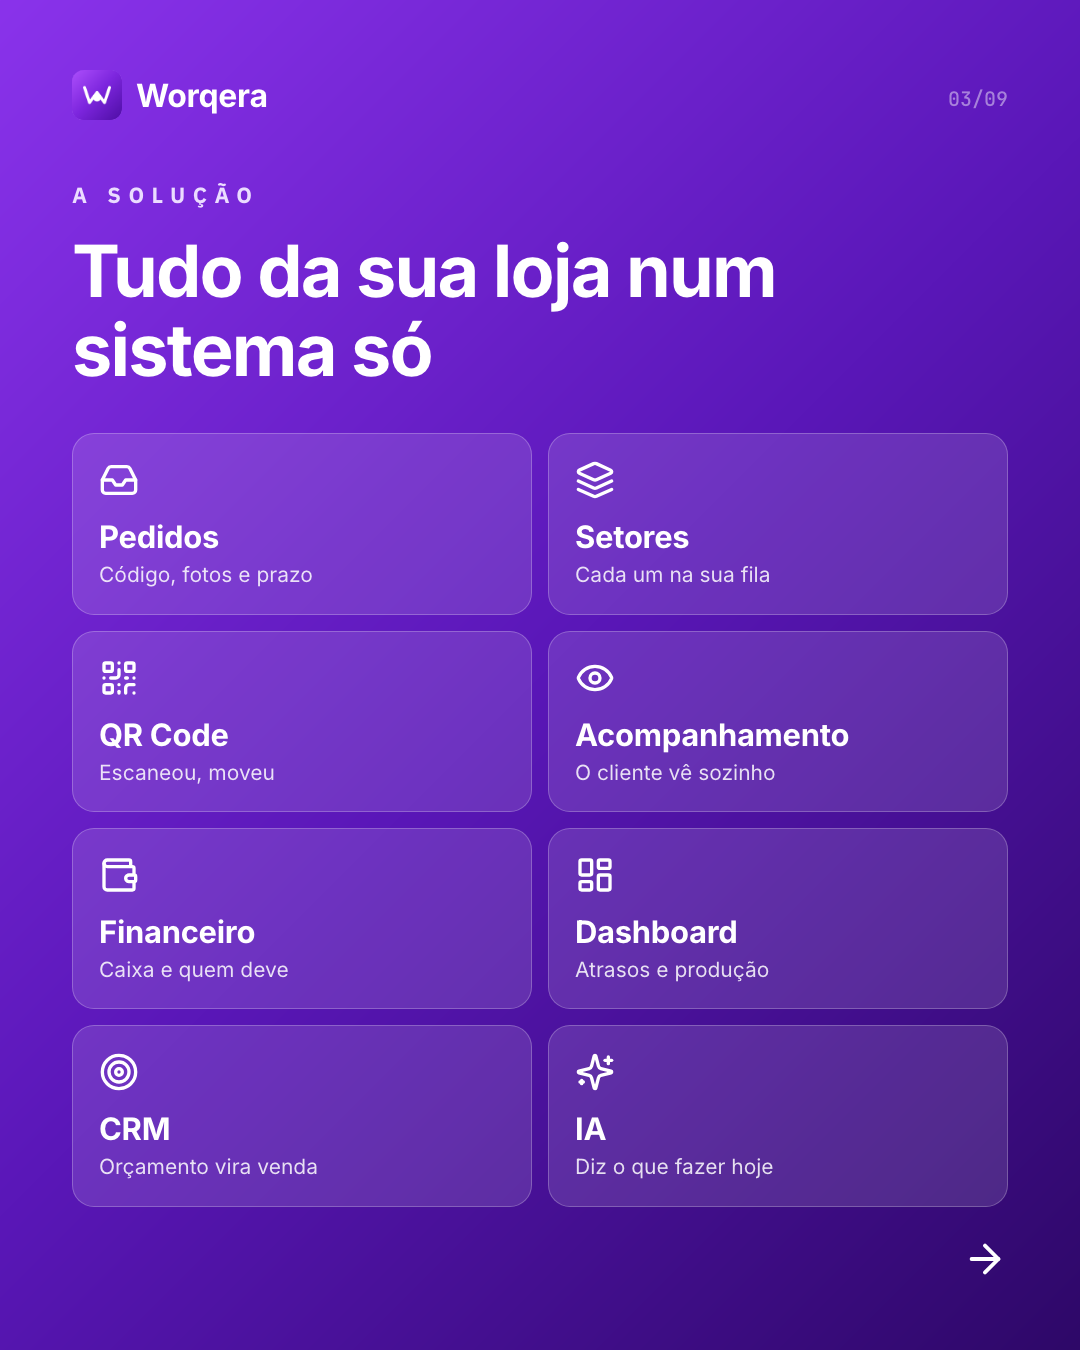 Worqera
03/09
A SOLUÇÃO
Tudo da sua loja num
sistema só
Pedidos
Código, fotos e prazo
Setores
Cada um na sua fila
QR Code
Escaneou, moveu
Acompanhamento
O cliente vê sozinho
Financeiro
Caixa e quem deve
Dashboard
Atrasos e produção
CRM
Orçamento vira venda
IA
Diz o que fazer hoje